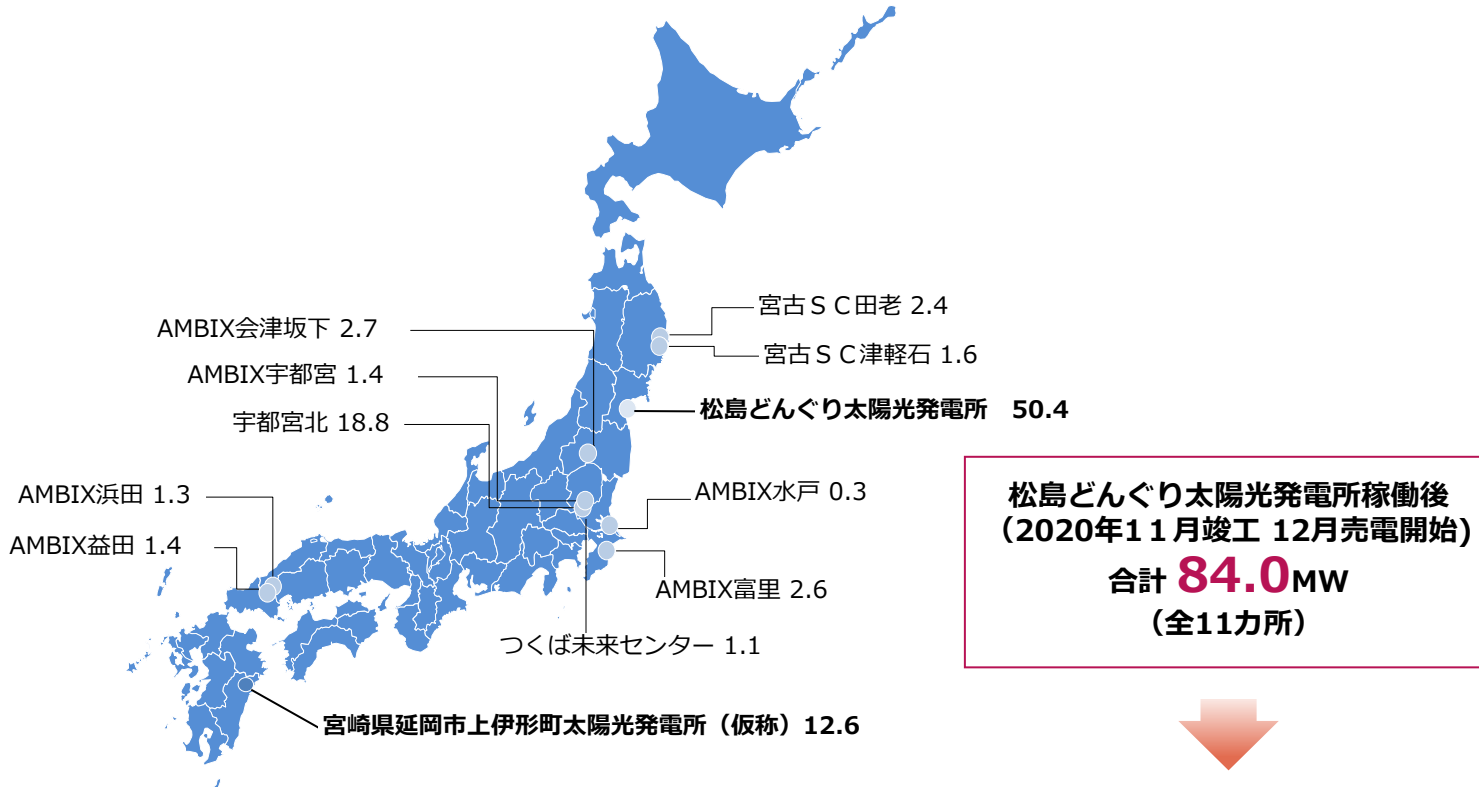 宮古ＳＣ田老 2.4
AMBIX会津坂下 2.7
宮古ＳＣ津軽石 1.6
AMBIX宇都宮 1.4
松島どんぐり太陽光発電所　50.4
宇都宮北 18.8
AMBIX浜田 1.3
AMBIX水戸 0.3
AMBIX益田 1.4
AMBIX富里 2.6
つくば未来センター 1.1
宮崎県延岡市上伊形町太陽光発電所（仮称）12.6
松島どんぐり太陽光発電所稼働後
（2020年11月竣工 12月売電開始)
合計 84.0MW
（全11カ所）